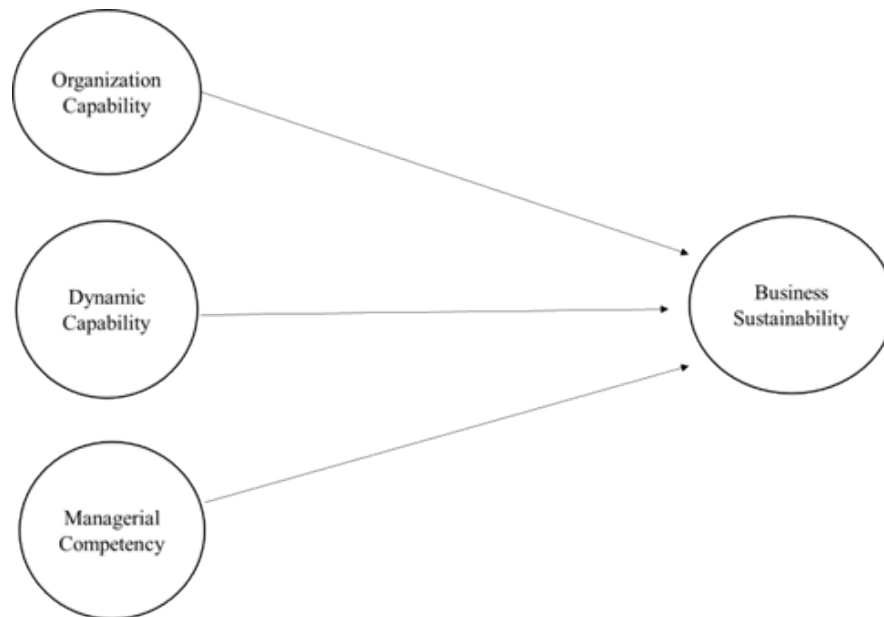 Organization
Capability
Dynamic
Capability
Business
Sustainability
Managerial
Competency